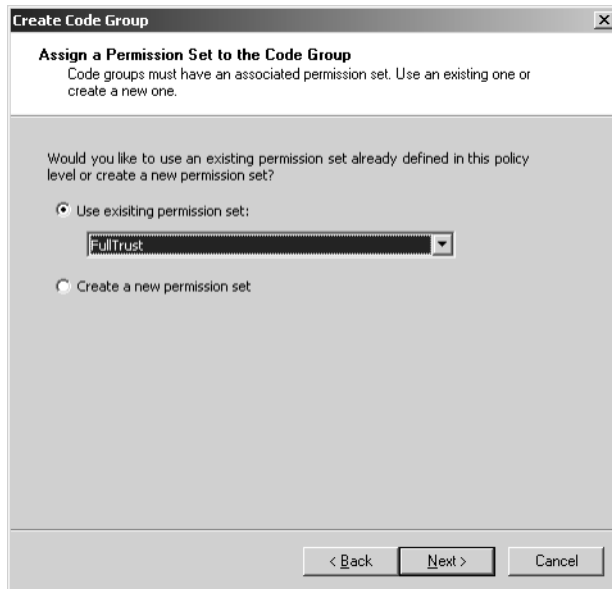 Create Code Group
Assign a Permission Set to the Code Group
Code groups must have an associated permission set. Use an existing one or
create a new one.
Would you like to use an existing permission set already defined in this policy
level or create a new permission set?
Use exisiting permission set:
FullTrust
Create a new permission set
< Back
Next >
Cancel